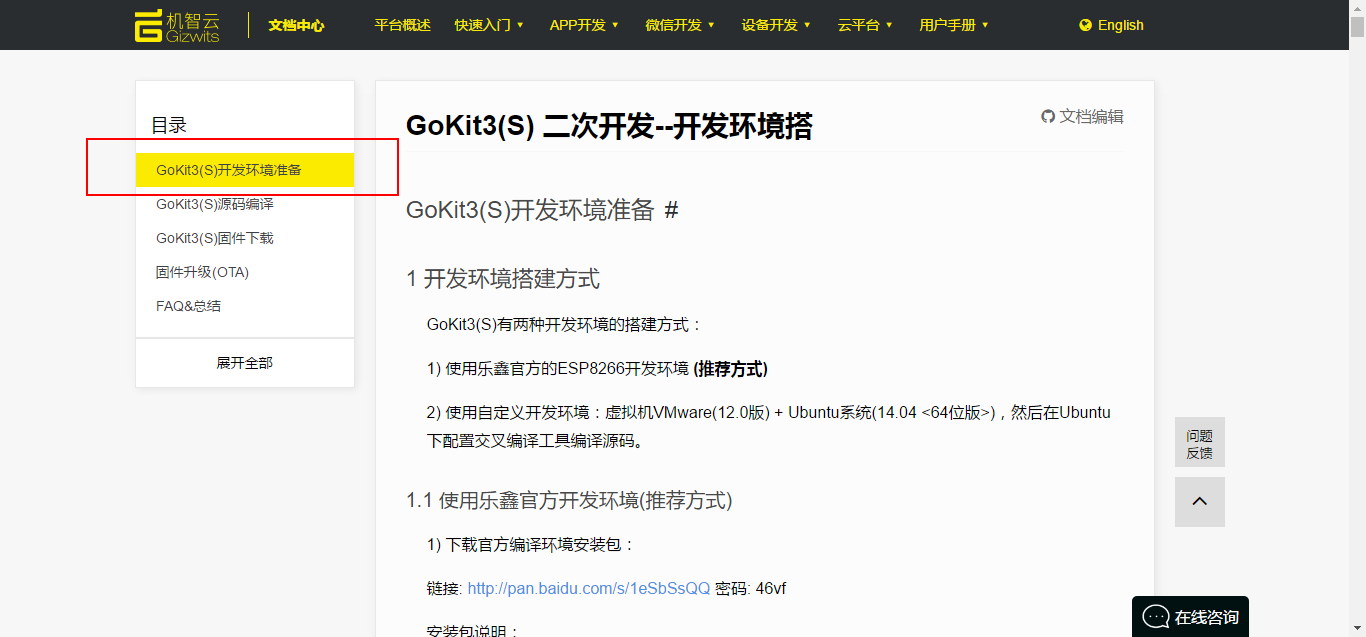 机智云
Gizwits
文档中心
平台概述 快速入门 ▼ APP开发 ▼ 微信开发 ▼ 设备开发 ▼ 云平台 ▼ 用户手册 ▼ English
目录
GoKit3(S)开发环境准备
GoKit3(S)源码编译
GoKit3(S)固件下载
固件升级(OTA)
FAQ&总结
展开全部
GoKit3(S) 二次开发--开发环境搭
文档编辑
GoKit3(S)开发环境准备 #
1 开发环境搭建方式
GoKit3(S)有两种开发环境的搭建方式：
1) 使用乐鑫官方的ESP8266开发环境 (推荐方式)
2) 使用自定义开发环境：虚拟机VMware(12.0版) + Ubuntu系统(14.04 <64位版>)，然后在Ubuntu
下配置交叉编译工具编译源码。
1.1 使用乐鑫官方开发环境(推荐方式)
1) 下载官方编译环境安装包：
链接: http://pan.baidu.com/s/1eSbSsQQ 密码: 46vf
安装包说明：
问题
反馈
在线咨询